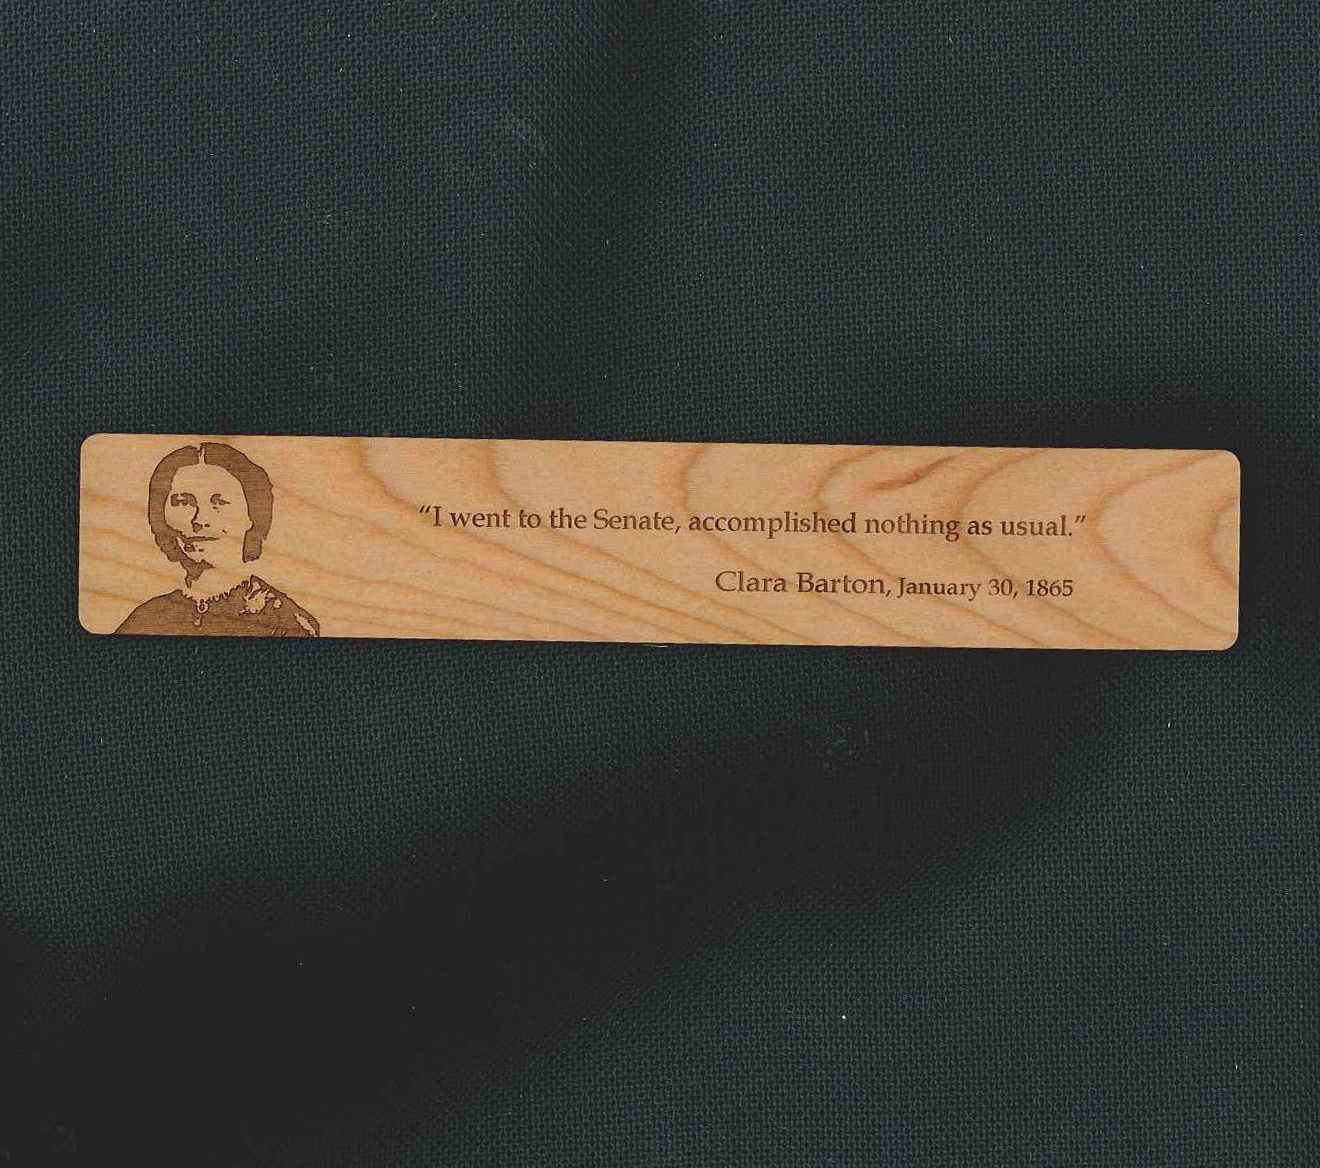 “I went to the Senate, accomplished nothing as usual.”
Clara Barton, January 30, 1865